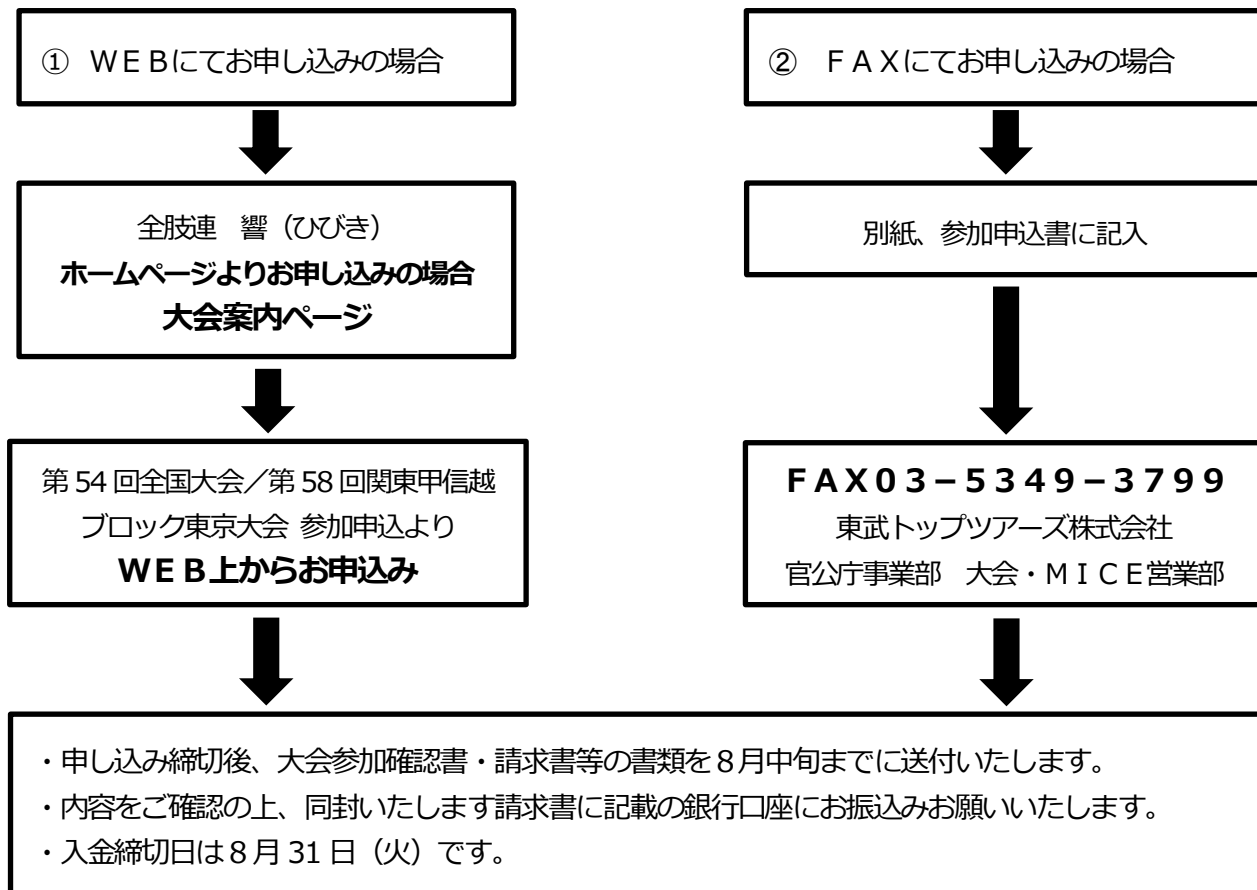 ① ＷＥＢにてお申し込みの場合
全肢連　響（ひびき）
ホームページよりお申し込みの場合
大会案内ページ
第54回全国大会／第58回関東甲信越
ブロック東京大会 参加申込より
ＷＥＢ上からお申込み
②　ＦＡＸにてお申し込みの場合
別紙、参加申込書に記入
ＦＡＸ０３－５３４９－３７９９
東武トップツアーズ株式会社
官公庁事業部　大会・ＭＩＣＥ営業部
・申し込み締切後、大会参加確認書・請求書等の書類を８月中旬までに送付いたします。
・内容をご確認の上、同封いたします請求書に記載の銀行口座にお振込みお願いいたします。
・入金締切日は８月31日（火）です。